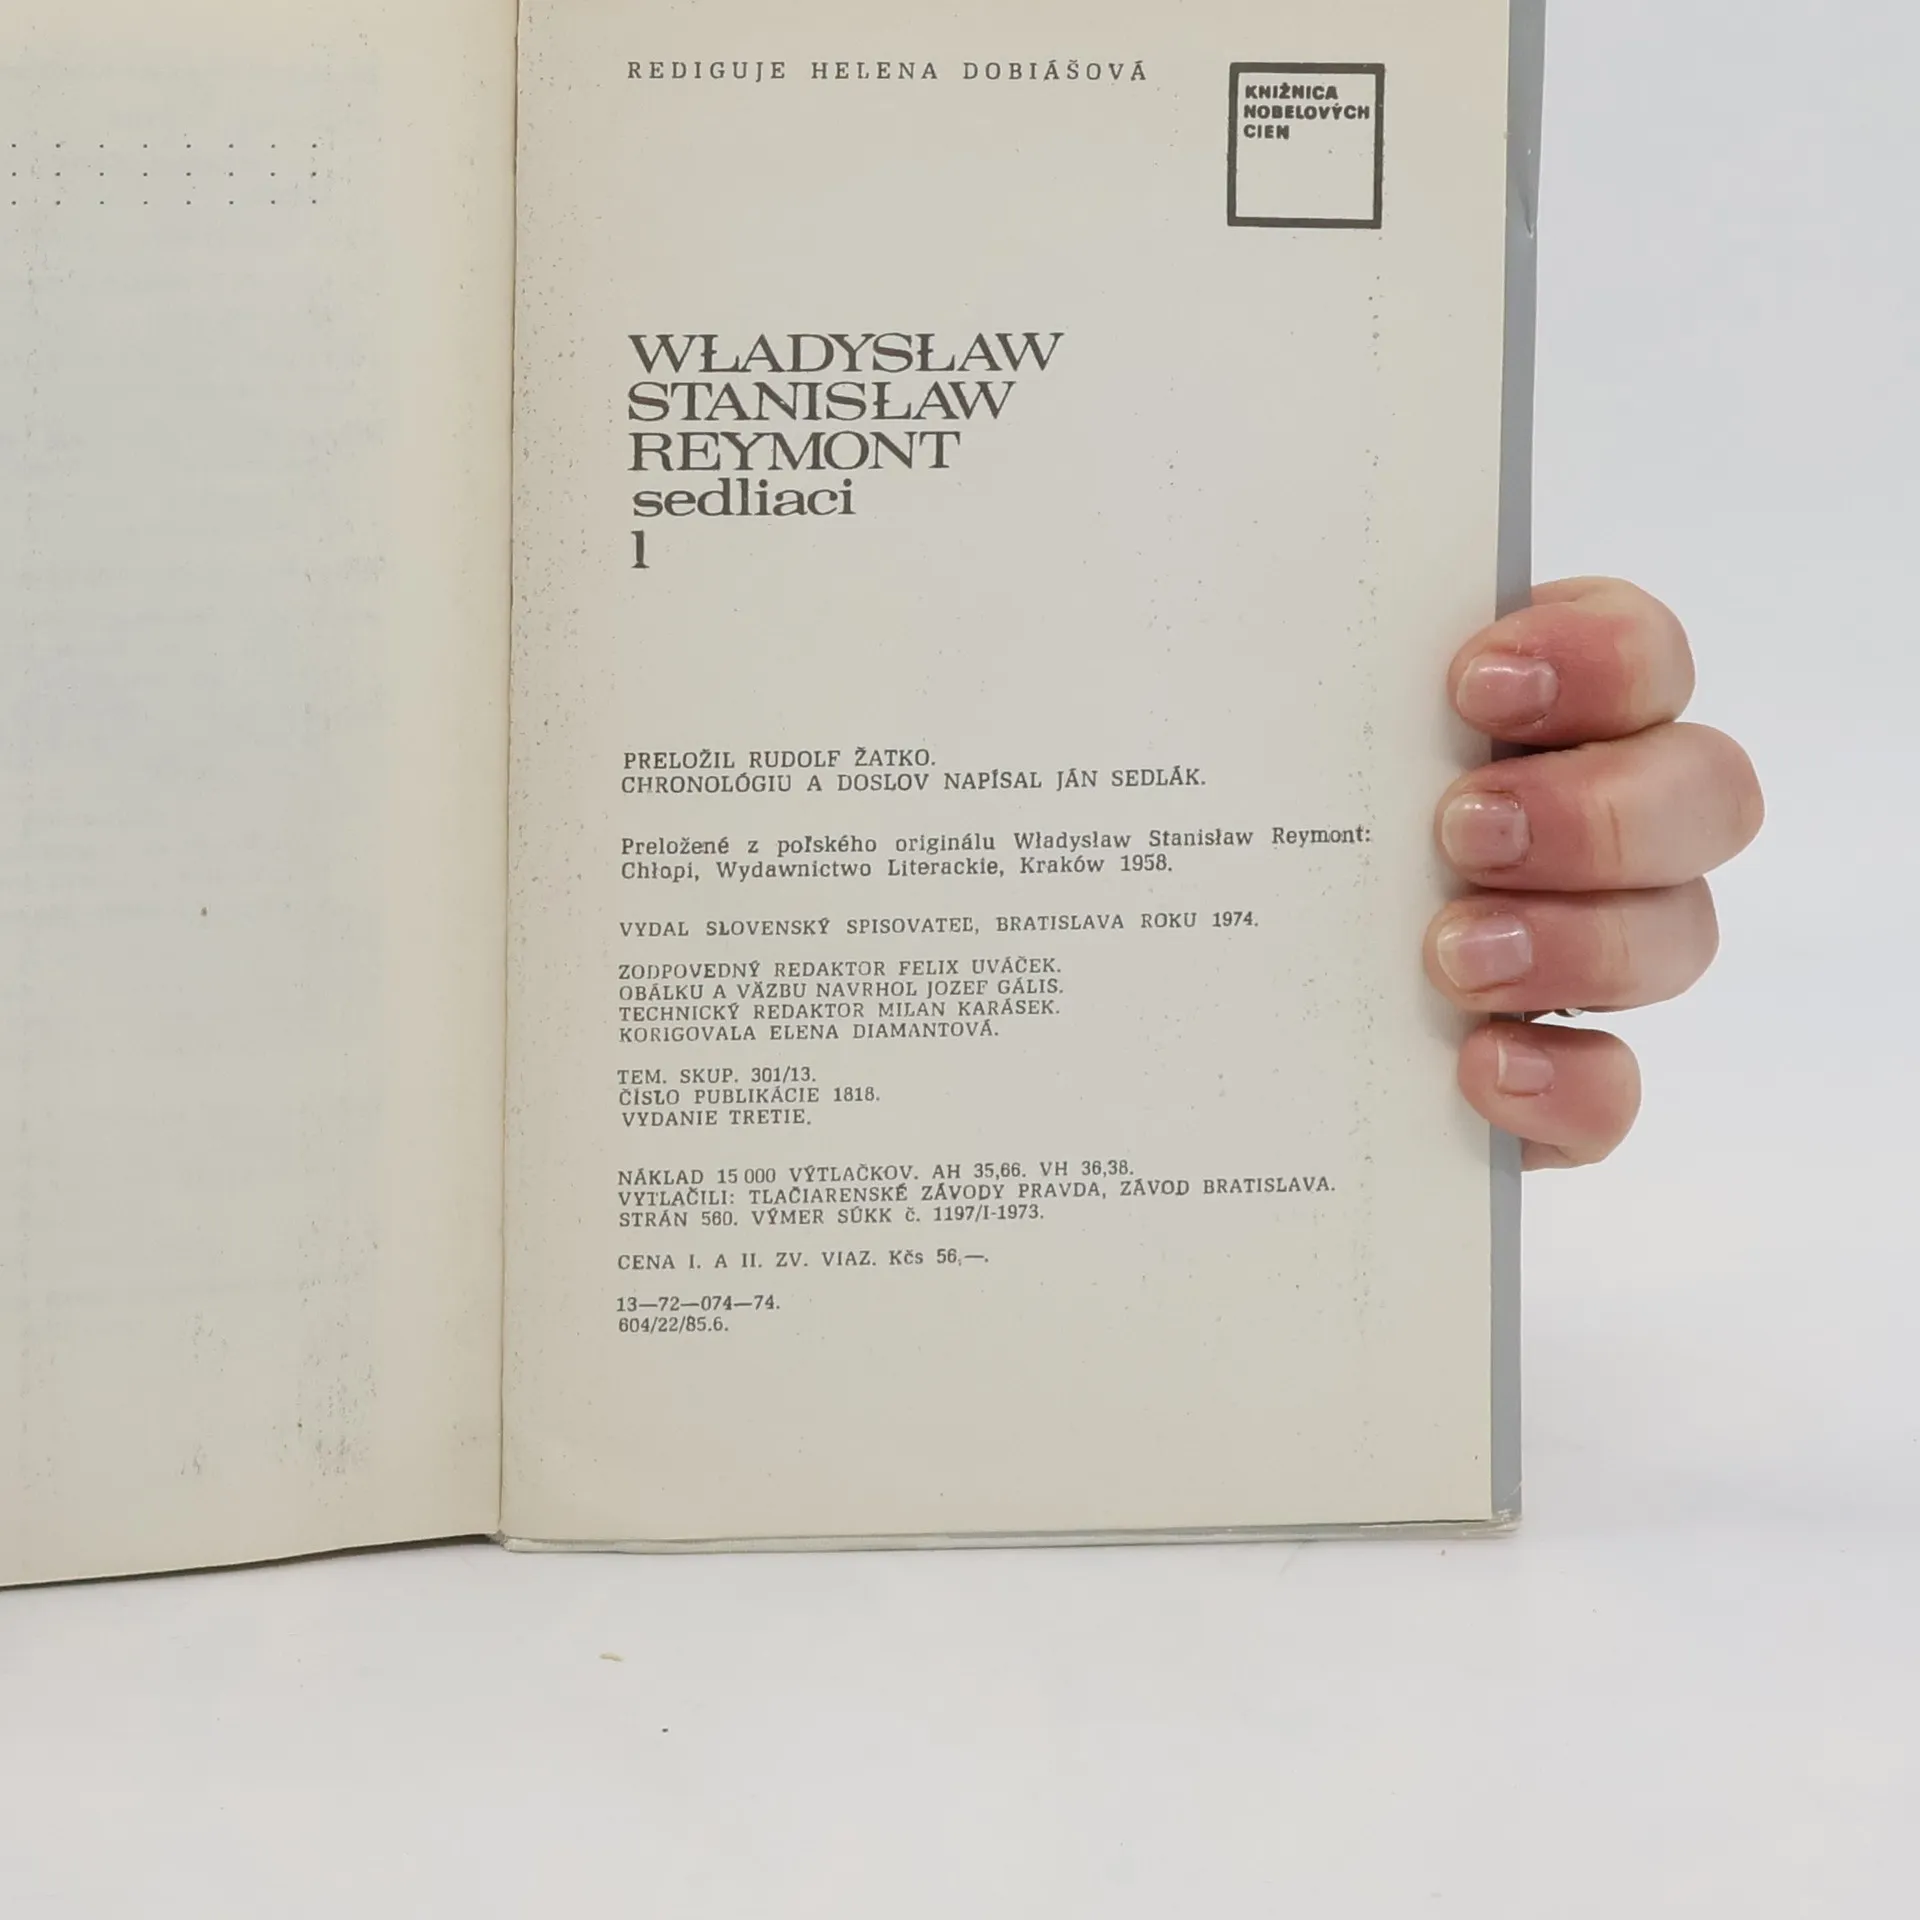 REDIGUJE HELENA DOBIÁŠOVÁ
KNIŽNICA
NOBELOVÝCH
CIEN
WŁADYSŁAW
STANISŁAW
REYMONT
sedliaci
1
PRELOŽIL RUDOLF ŽATKO.
CHRONOLÓGIU A DOSLOV NAPÍSAL JÁN SEDLÁK.
Preložené z poľského originálu Władysław Stanisław Reymont:
Chłopi, Wydawnictwo Literackie, Kraków 1958.
VYDAL SLOVENSKÝ SPISOVATEĽ, BRATISLAVA ROKU 1974.
ZODPOVEDNÝ REDAKTOR FELIX UVÁČEK.
OBÁLKU A VÄZBU NAVRHOL JOZEF GÁLIS.
TECHNICKÝ REDAKTOR MILAN KARÁSEK.
KORIGOVALA ELENA DIAMANTOVÁ.
TEM. SKUP. 301/13.
ČÍSLO PUBLIKÁCIE 1818.
VYDANIE TRETIE.
NÁKLAD 15 000 VÝTLAČKOV. AH 35,66. VH 36,38.
VYTLAČILI: TLAČIARENSKÉ ZÁVODY PRAVDA, ZÁVOD BRATISLAVA.
STRÁN 560. VÝMER SÚKK č. 1197/I-1973.
CENA I. A II. ZV. VIAZ. Kčs 56,—.
13—72—074—74.
604/22/85.6.